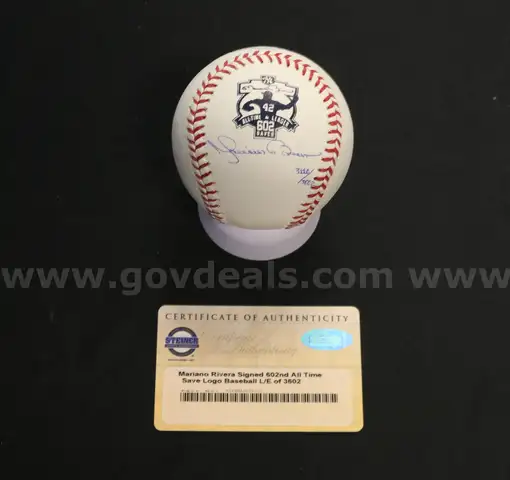 42
ALL-TIME LEADER
602
SAVES
www.govdeals.com www
CERTIFICATE OF AUTHENTICITY
STEINER
Mariano Rivera Signed 602nd All Time
Save Logo Baseball L/E of 3602